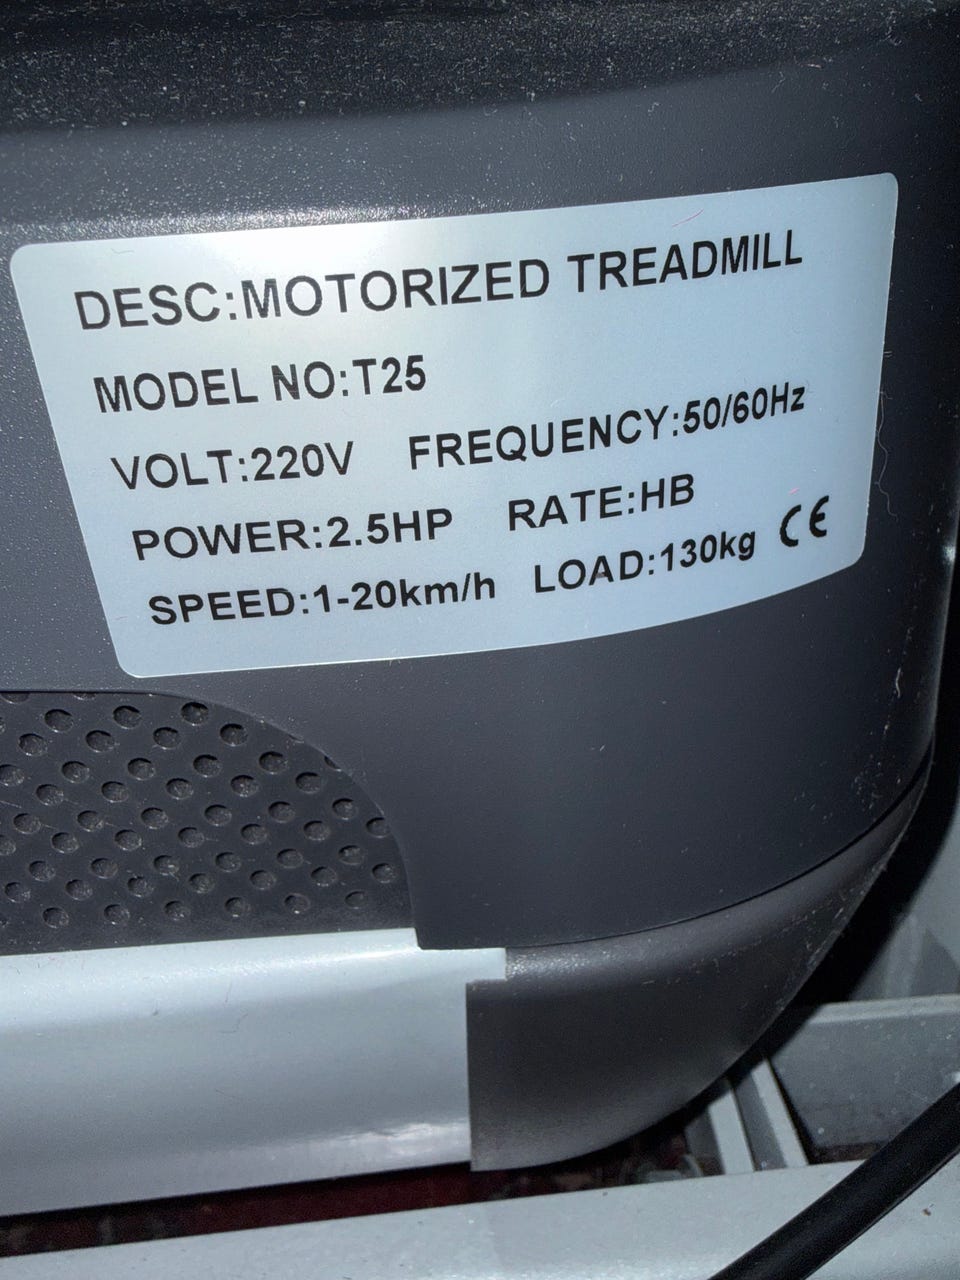 DESC:MOTORIZED TREADMILL
MODEL NO:T25
VOLT:220V FREQUENCY:50/60Hz
POWER:2.5HP RATE:HB
SPEED:1-20km/h LOAD:130kg CE